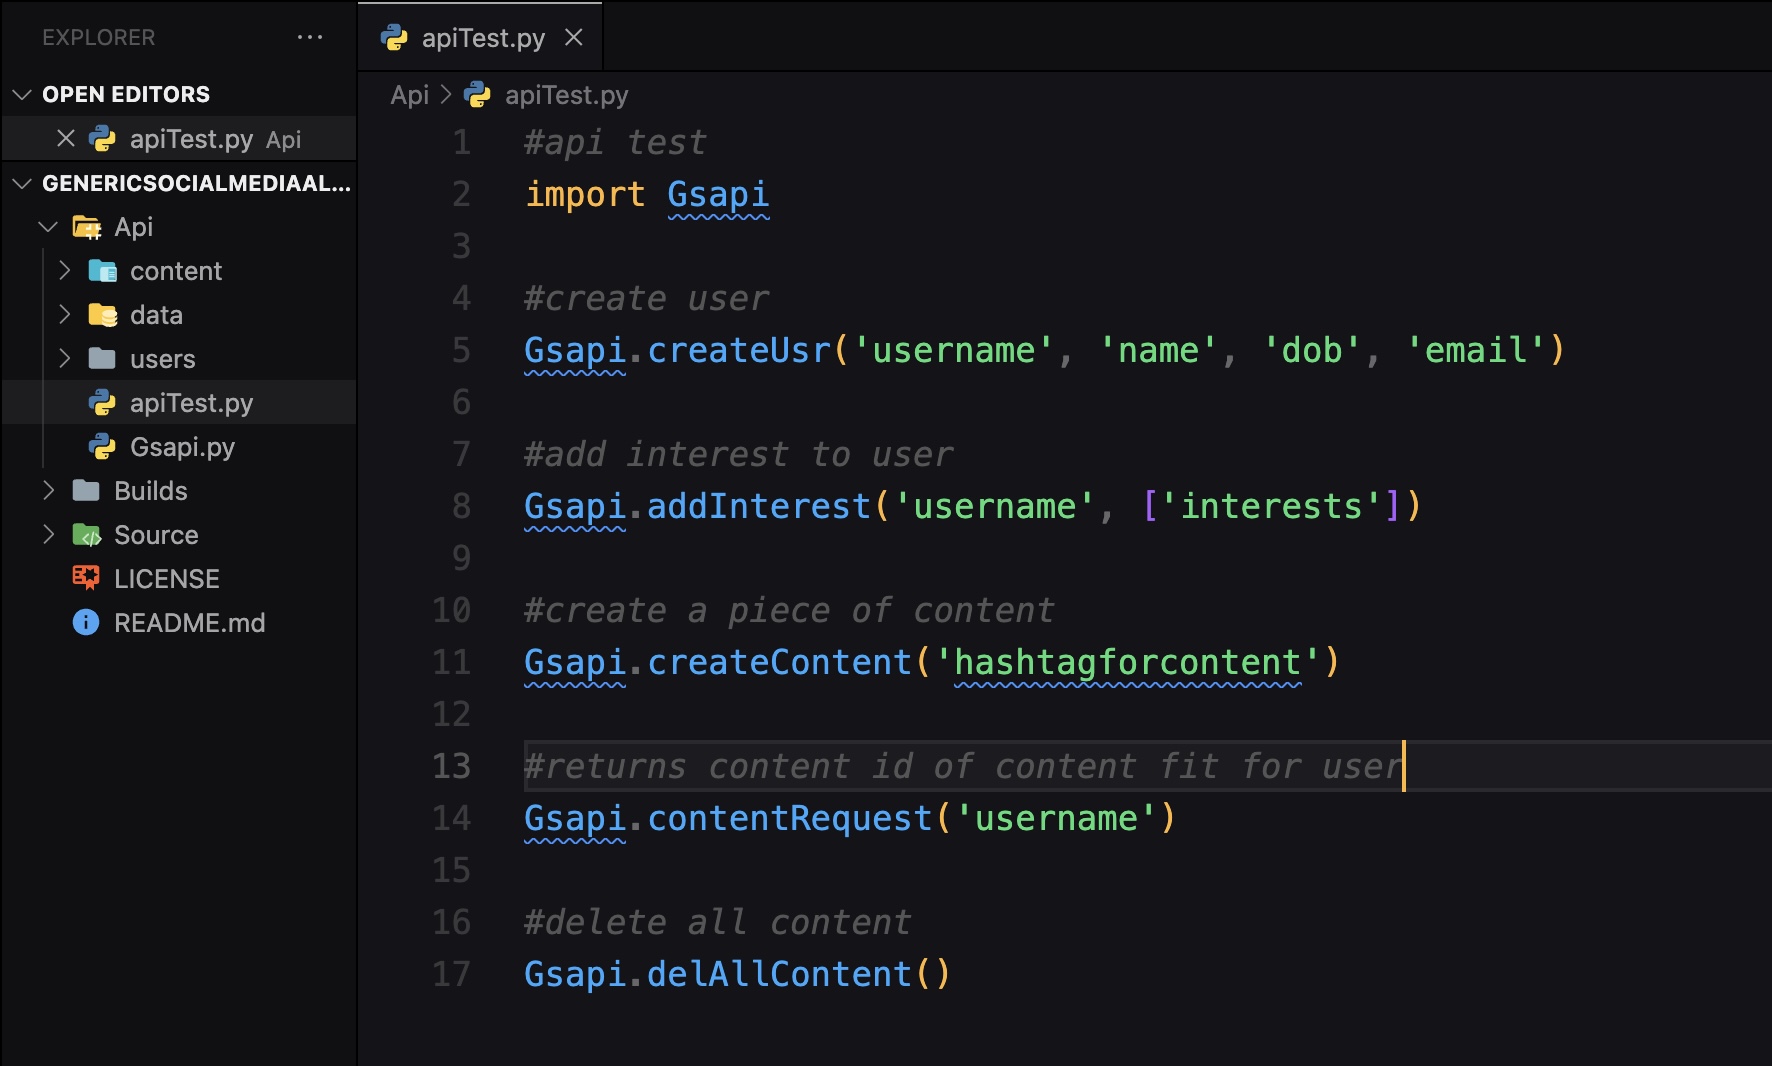 EXPLORER ...
OPEN EDITORS
apiTest.py Api
GENERICSOCIALMEDIAAL...
Api
content
data
users
apiTest.py
Gsapi.py
Builds
Source
LICENSE
README.md
apiTest.py
Api > apiTest.py
1 #api test
2 import Gsapi
3
4 #create user
5 Gsapi.createUsr('username', 'name', 'dob', 'email')
6
7 #add interest to user
8 Gsapi.addInterest('username', ['interests'])
9
10 #create a piece of content
11 Gsapi.createContent('hashtagforcontent')
12
13 #returns content id of content fit for user
14 Gsapi.contentRequest('username')
15
16 #delete all content
17 Gsapi.delAllContent()